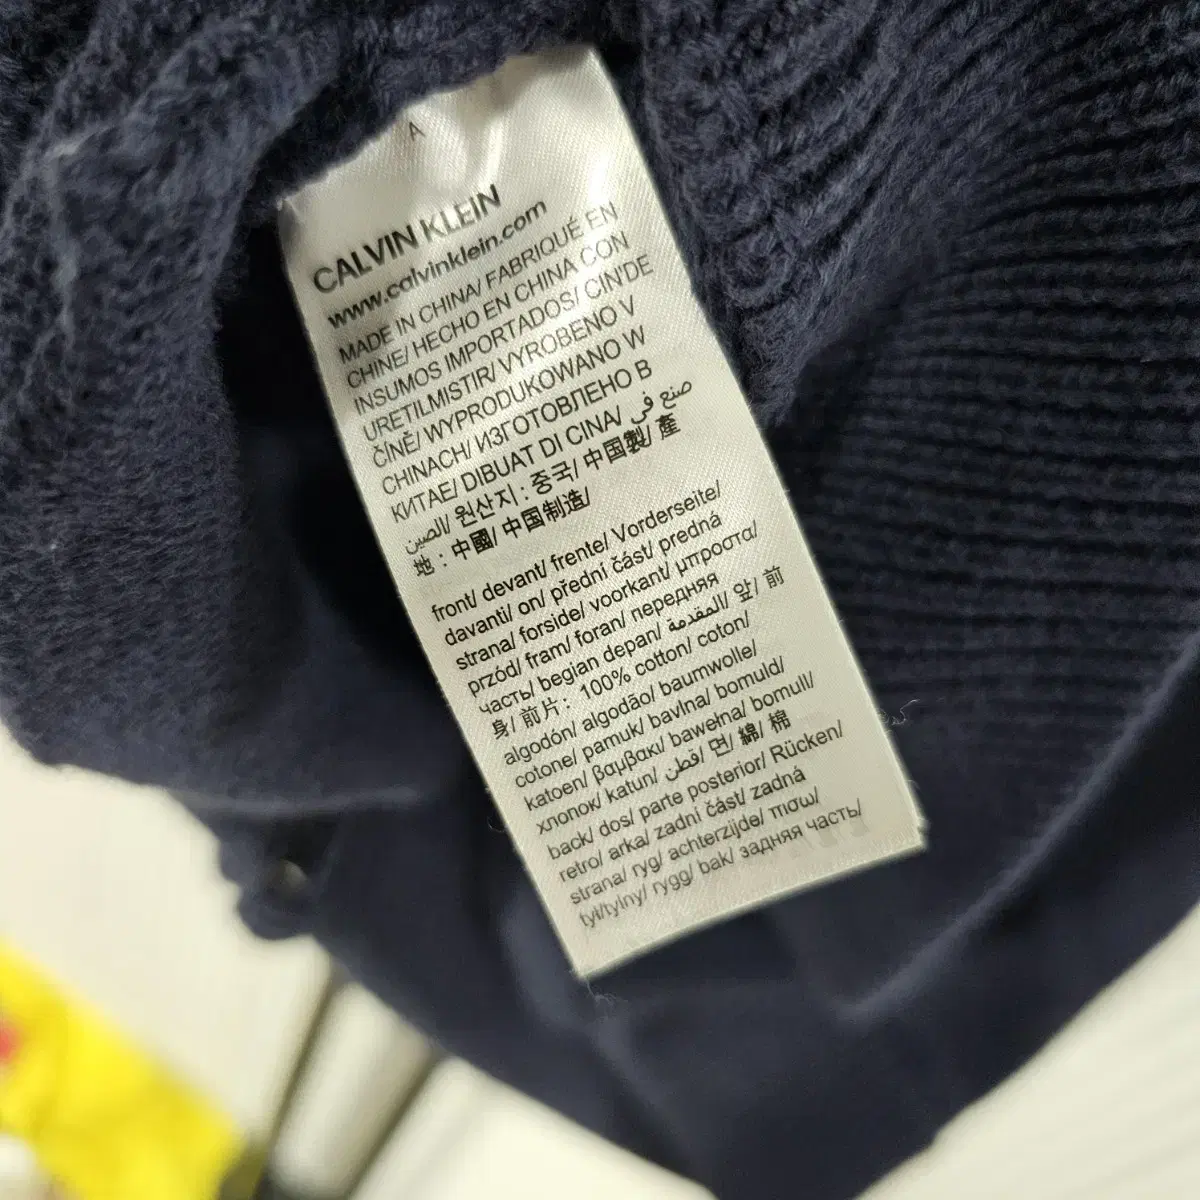 A
CALVIN KLEIN
www.calvinklein.com
MADE IN CHINA/ FABRIQUÉ EN
CHINE/ HECHO EN CHINA CON
INSUMOS IMPORTADOS/ CIN'DE
URETILMISTIR/ VYROBENO V
ČÍNĚ/ WYPRODUKOWANO W
CHINACH/ ИЗГОТОВЛЕНО В
КИТАЕ/ DIBUAT DI CINA/ صنع في
الصين/ 원산지 : 중국/ 中国製/ 產
地 : 中國/ 中国制造/
front/ devant/ frente/ Vorderseite/
davanti/ on/ přední část/ predná
strana/ forside/ voorkant/ μπροστα/
przód/ fram/ foran/ передняя
часть/ begian depan/ المقدمة/ 앞/ 前
身/ 前片 : 100% cotton/ coton/
algodón/ algodão/ baumwolle/
cotone/ pamuk/ bavlna/ bomuld/
katoen/ βαμβακι/ bawełna/ bomull/
хлопок/ katun/ قطن/ 면/ 綿/ 棉
back/ dos/ parte posterior/ Rücken/
retro/ arka/ zadní část/ zadná
strana/ ryg/ achterzijde/ πισω/
tył/tylny/ rygg/ bak/ задняя часть/